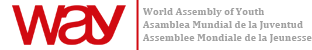 way
World Assembly of Youth
Asamblea Mundial de la Juventud
Assemblee Mondiale de la Jeunesse